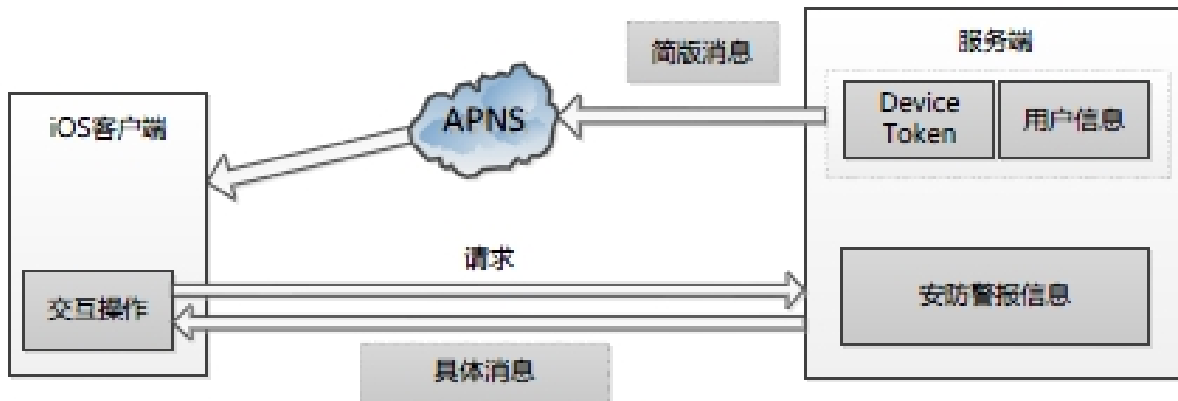 简版消息
服务端
iOS客户端
APNS
Device
Token
用户信息
请求
交互操作
安防警报信息
具体消息